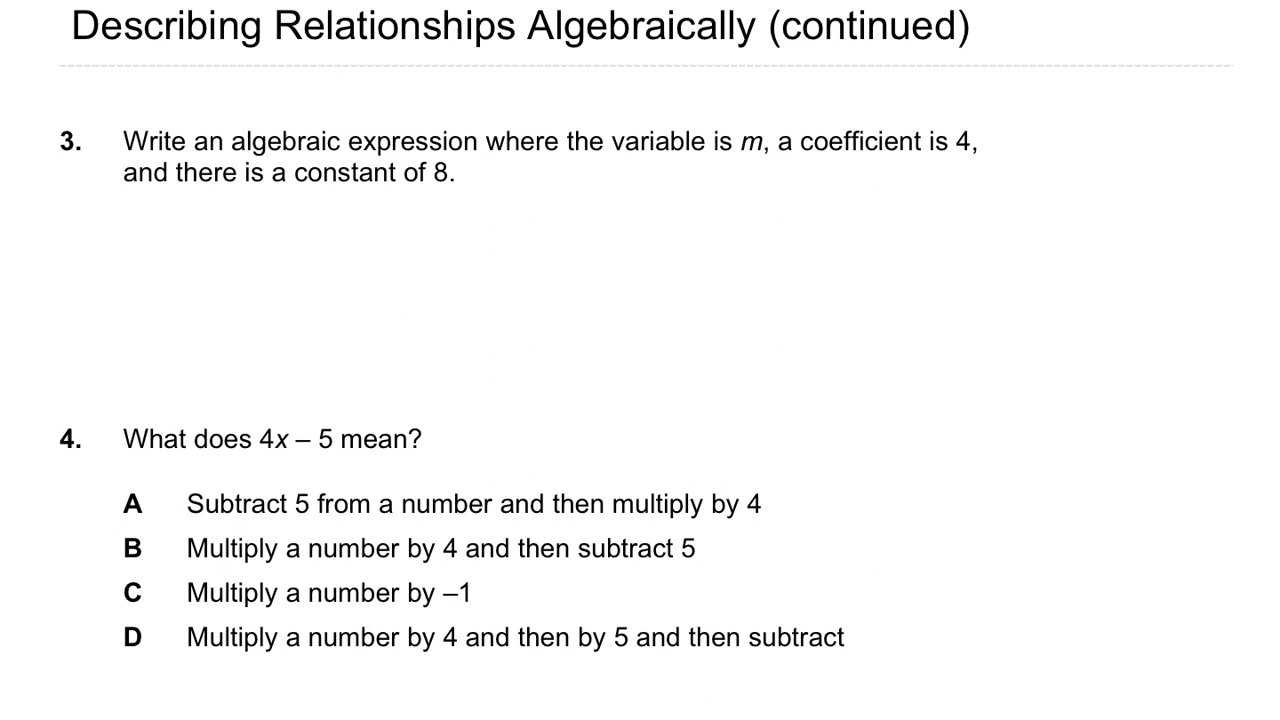 Describing Relationships Algebraically (continued)
3. Write an algebraic expression where the variable is m, a coefficient is 4,
and there is a constant of 8.
4. What does 4x – 5 mean?
A Subtract 5 from a number and then multiply by 4
B Multiply a number by 4 and then subtract 5
C Multiply a number by –1
D Multiply a number by 4 and then by 5 and then subtract